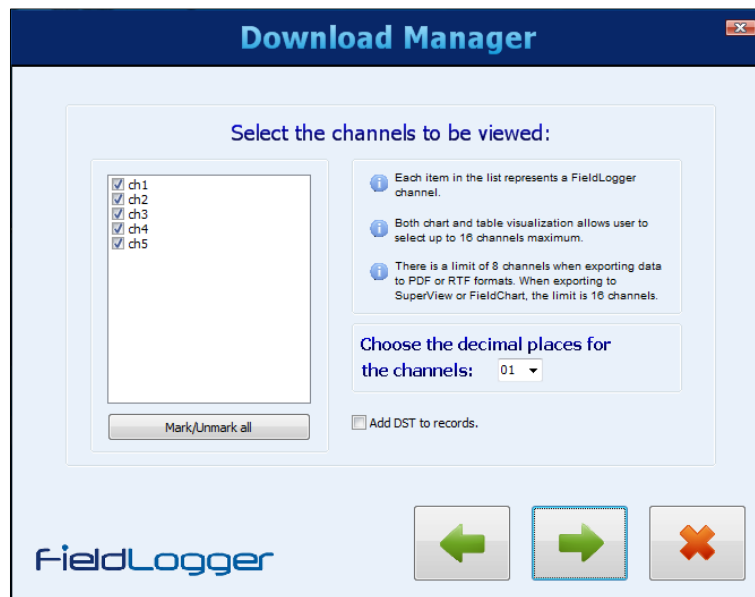 Download Manager
Select the channels to be viewed:
ch1
ch2
ch3
ch4
ch5
Mark/Unmark all
Each item in the list represents a FieldLogger
channel.
Both chart and table visualization allows user to
select up to 16 channels maximum.
There is a limit of 8 channels when exporting data
to PDF or RTF formats. When exporting to
SuperView or FieldChart, the limit is 16 channels.
Choose the decimal places for
the channels: 01
Add DST to records.
FieldLogger